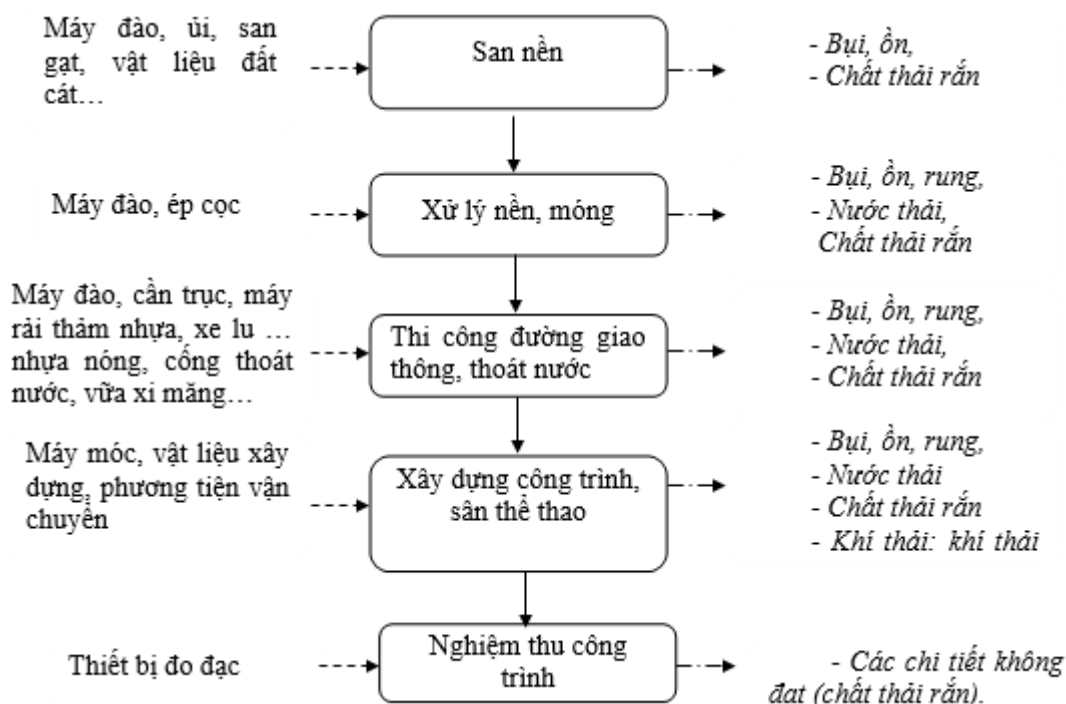 Máy đào, ủi, san
gạt, vật liệu đất
cát…
San nền
- Bụi, ồn,
- Chất thải rắn
Máy đào, ép cọc
Xử lý nền, móng
- Bụi, ồn, rung,
- Nước thải,
Chất thải rắn
Máy đào, cần trục, máy
rải thảm nhựa, xe lu …
nhựa nóng, cống thoát
nước, vữa xi măng…
Thi công đường giao
thông, thoát nước
- Bụi, ồn, rung,
- Nước thải,
- Chất thải rắn
Máy móc, vật liệu xây
dựng, phương tiện vận
chuyển
Xây dựng công trình,
sân thể thao
- Bụi, ồn, rung,
- Nước thải
- Chất thải rắn
- Khí thải: khí thải
Thiết bị đo đạc
Nghiệm thu công
trình
- Các chi tiết không
đạt (chất thải rắn).